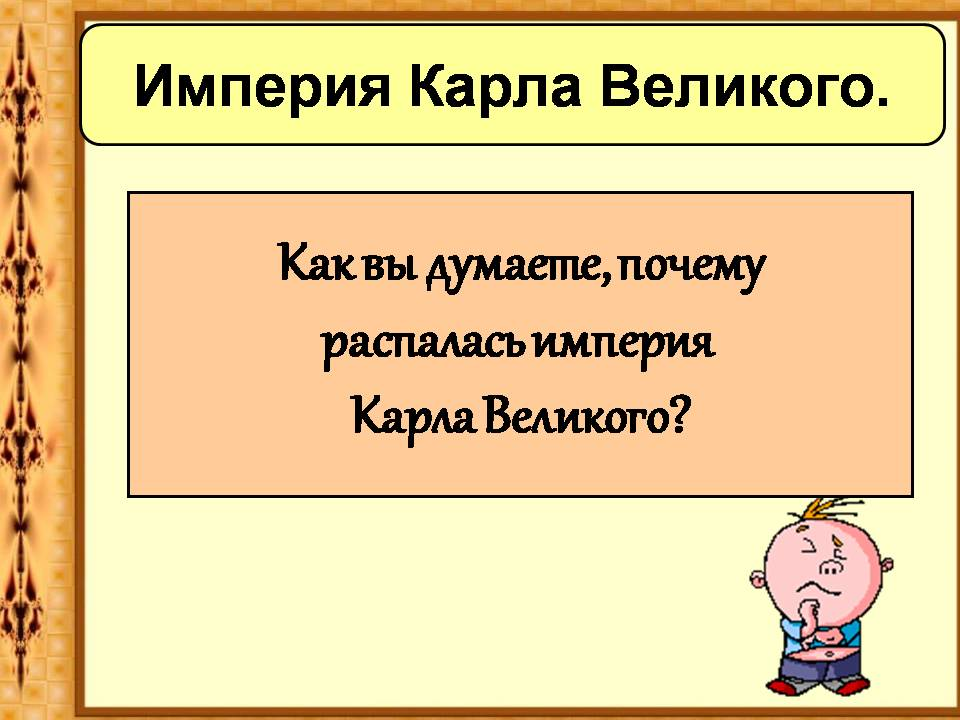 Империя Карла Великого.
Как вы думаете, почему
распалась империя
Карла Великого?